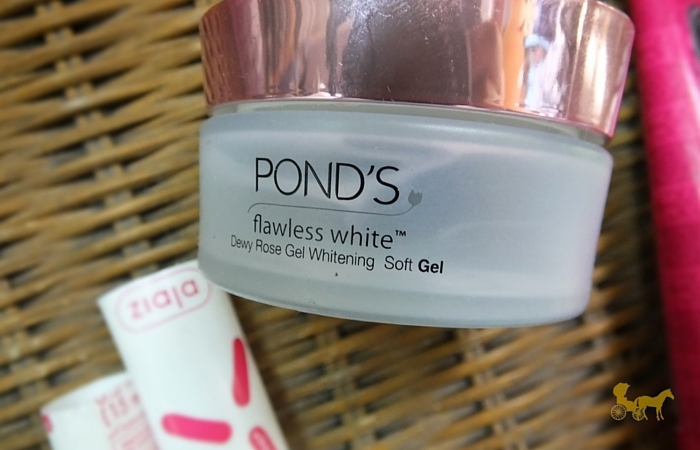 POND'S
flawless white™
Dewy Rose Gel Whitening Soft Gel
ziaja